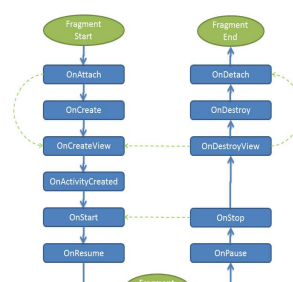 Fragment
Start
Fragment
End
OnAttach
OnDetach
OnCreate
OnDestroy
OnCreateView
OnDestroyView
OnActivityCreated
OnStart
OnStop
OnResume
OnPause